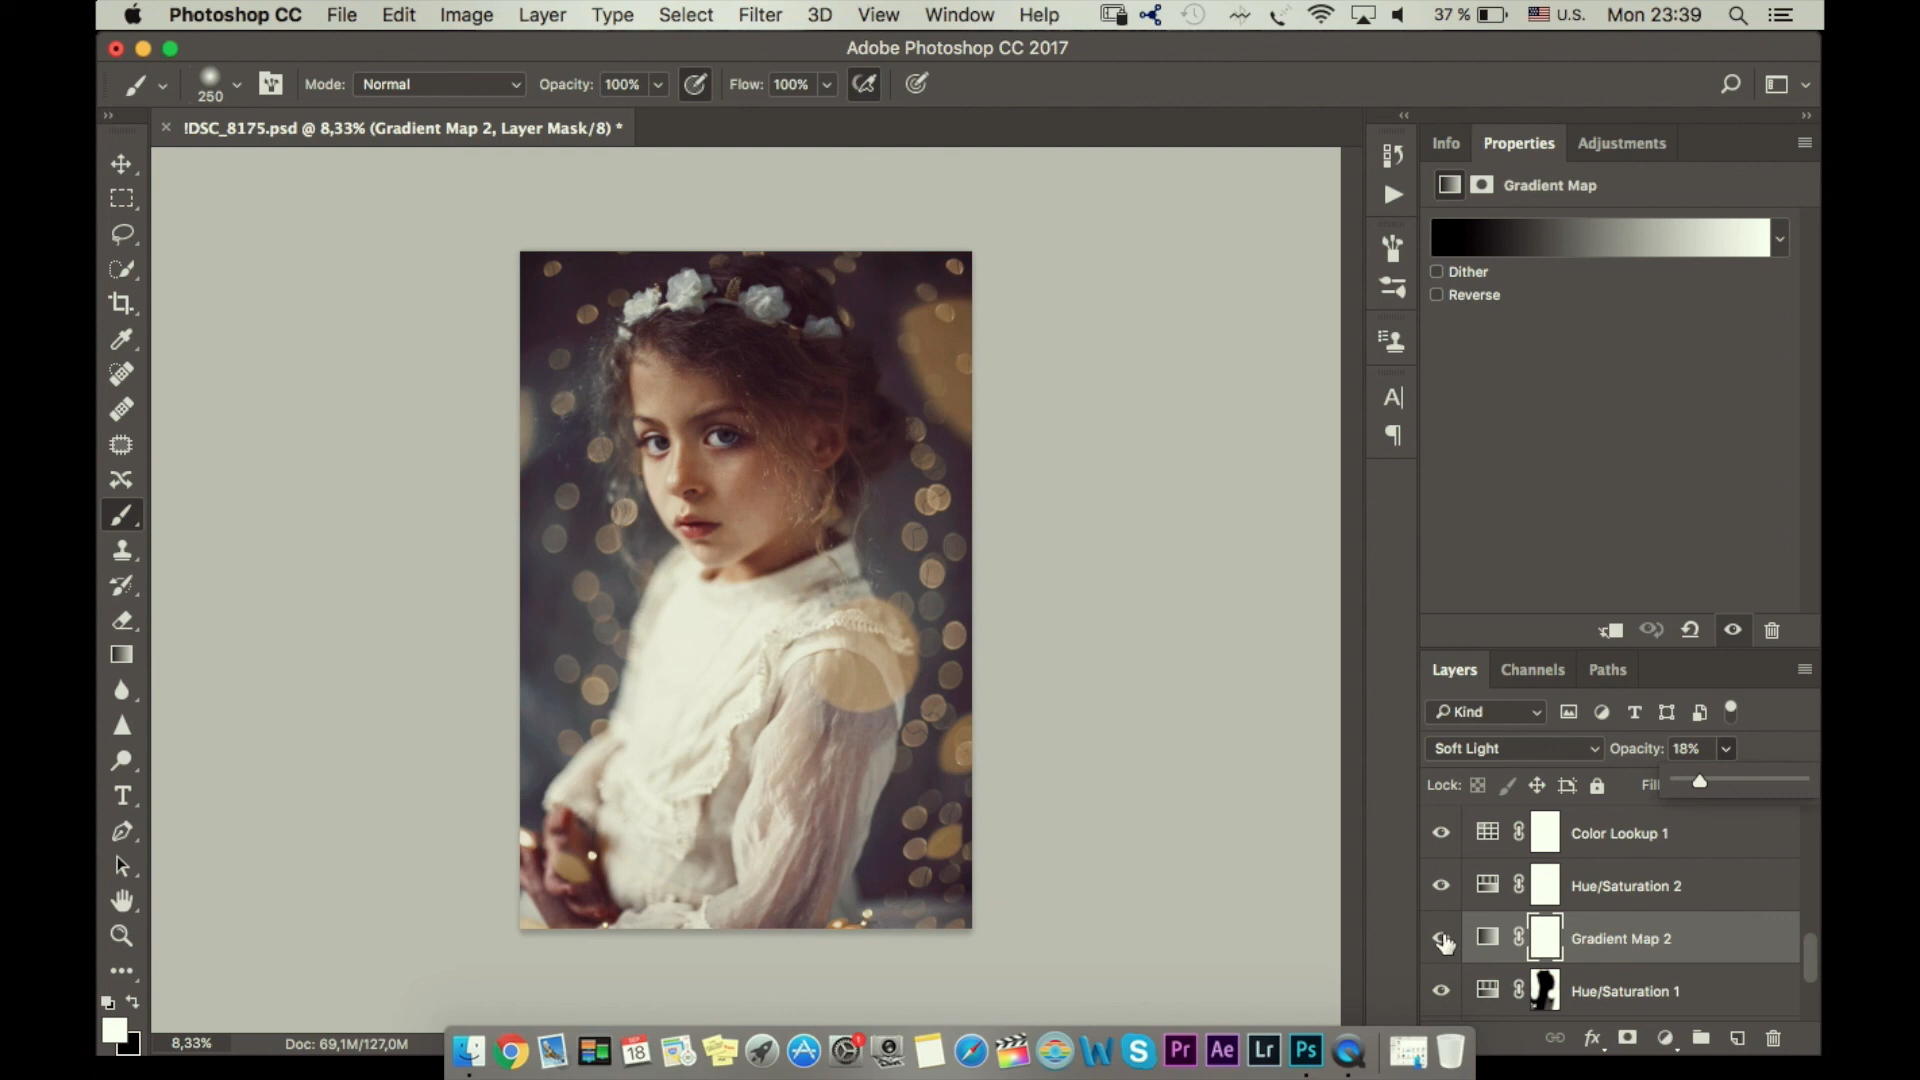 Photoshop CC File Edit Image Layer Type Select Filter 3D View Window Help 37 % U.S. Mon 23:39
Adobe Photoshop CC 2017
250 Mode: Normal Opacity: 100% Flow: 100%
!DSC_8175.psd @ 8,33% (Gradient Map 2, Layer Mask/8) *
Info Properties Adjustments
Gradient Map
Dither
Reverse
Layers Channels Paths
Kind
Soft Light Opacity: 18%
Lock: Fill
Color Lookup 1
Hue/Saturation 2
Gradient Map 2
Hue/Saturation 1
8,33% Doc: 69,1M/127,0M
18 Pr Ae Lr Ps